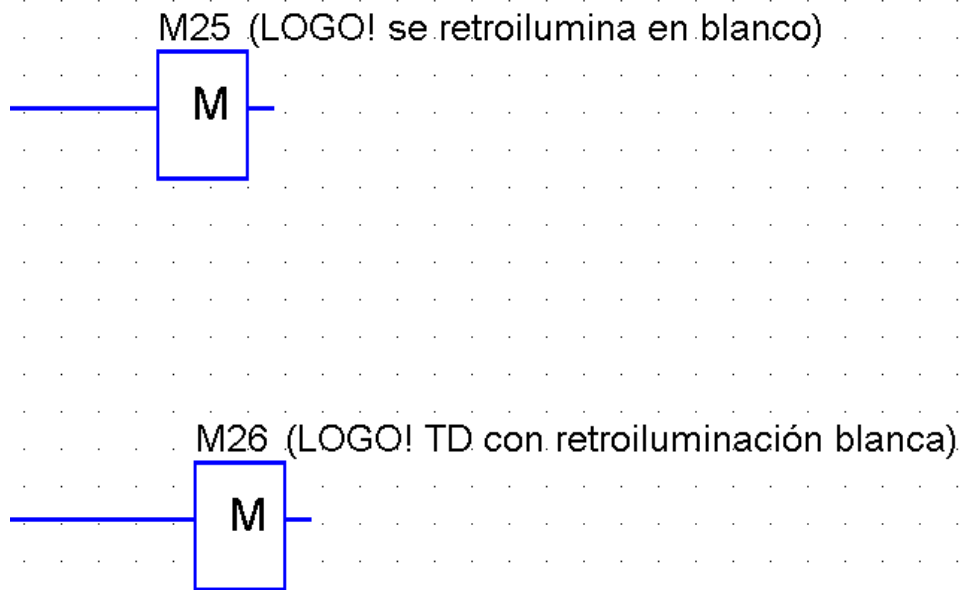 M25 (LOGO! se retroilumina en blanco)
M
M26 (LOGO! TD con retroiluminación blanca)
M